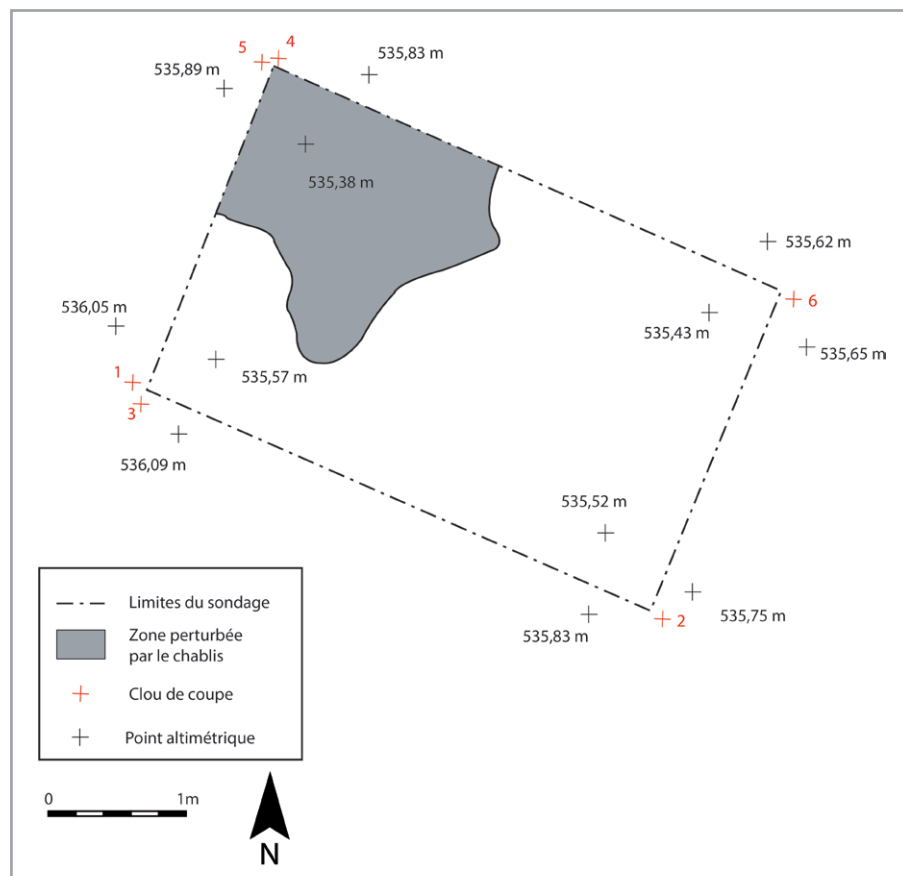 5
4
535,83 m
535,89 m
535,38 m
535,62 m
6
536,05 m
535,43 m
535,65 m
1
535,57 m
3
536,09 m
535,52 m
535,75 m
535,83 m
2
Limites du sondage
Zone perturbée
par le chablis
Clou de coupe
Point altimétrique
0
1m
N